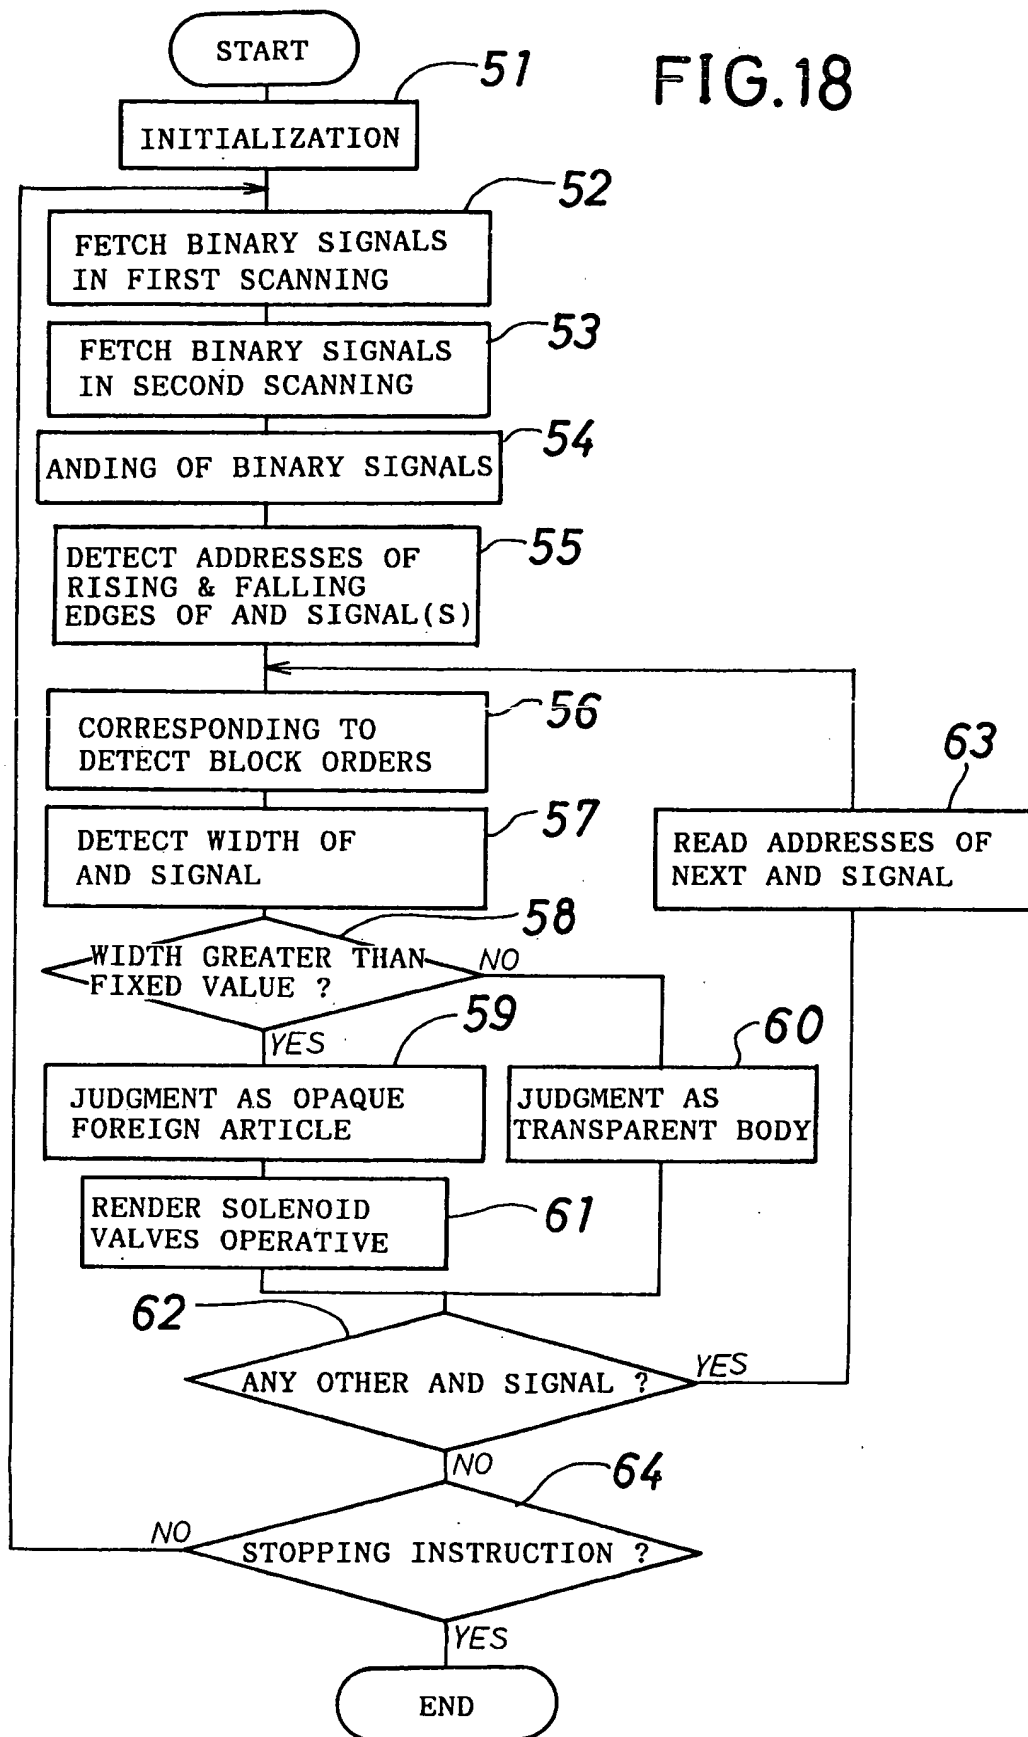 START
FIG.18
51
INITIALIZATION
52
FETCH BINARY SIGNALS
IN FIRST SCANNING
53
FETCH BINARY SIGNALS
IN SECOND SCANNING
54
ANDING OF BINARY SIGNALS
55
DETECT ADDRESSES OF
RISING & FALLING
EDGES OF AND SIGNAL(S)
56
CORRESPONDING TO
DETECT BLOCK ORDERS
63
57
DETECT WIDTH OF
AND SIGNAL
READ ADDRESSES OF
NEXT AND SIGNAL
58
WIDTH GREATER THAN
FIXED VALUE ?
NO
YES
59
60
JUDGMENT AS OPAQUE
FOREIGN ARTICLE
JUDGMENT AS
TRANSPARENT BODY
61
RENDER SOLENOID
VALVES OPERATIVE
62
ANY OTHER AND SIGNAL ?
YES
NO
64
NO
STOPPING INSTRUCTION ?
YES
END